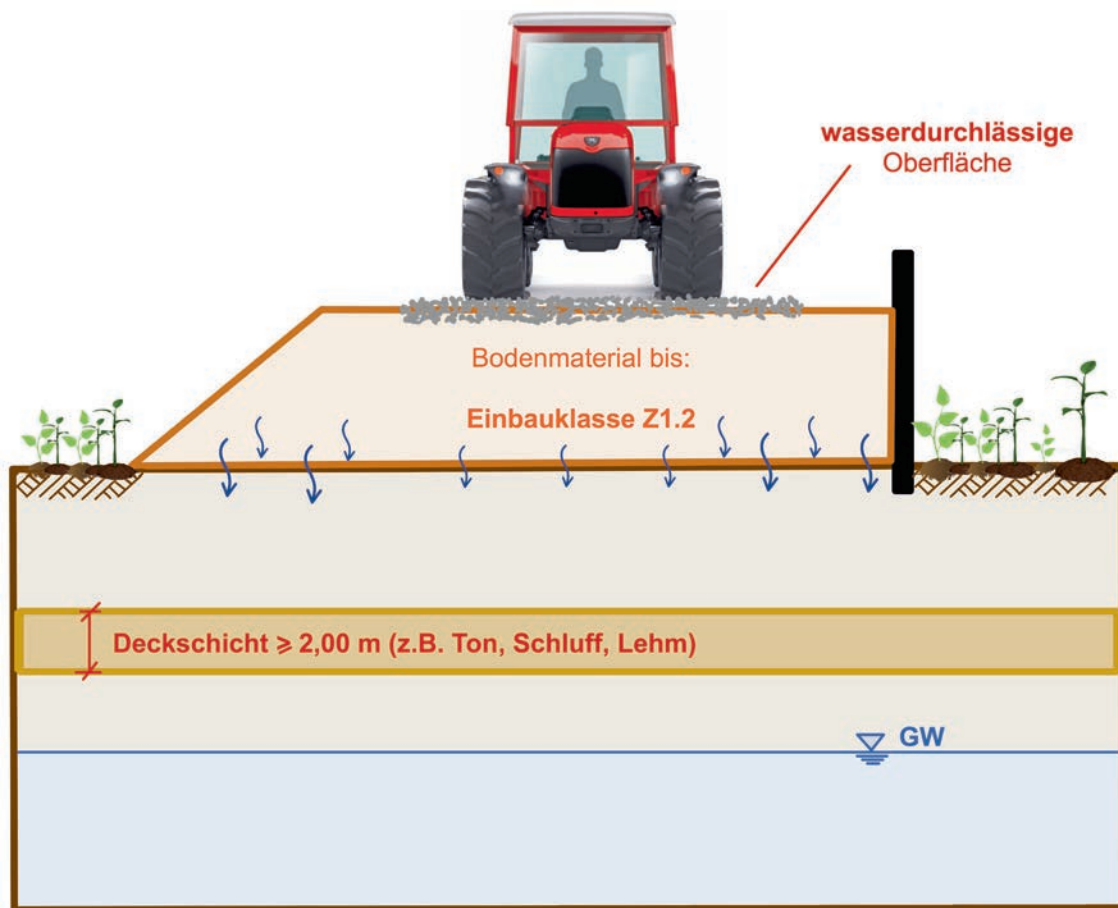 wasserdurchlässige
Oberfläche
Bodenmaterial bis:
Einbauklasse Z1.2
Deckschicht ⩾ 2,00 m (z.B. Ton, Schluff, Lehm)
GW